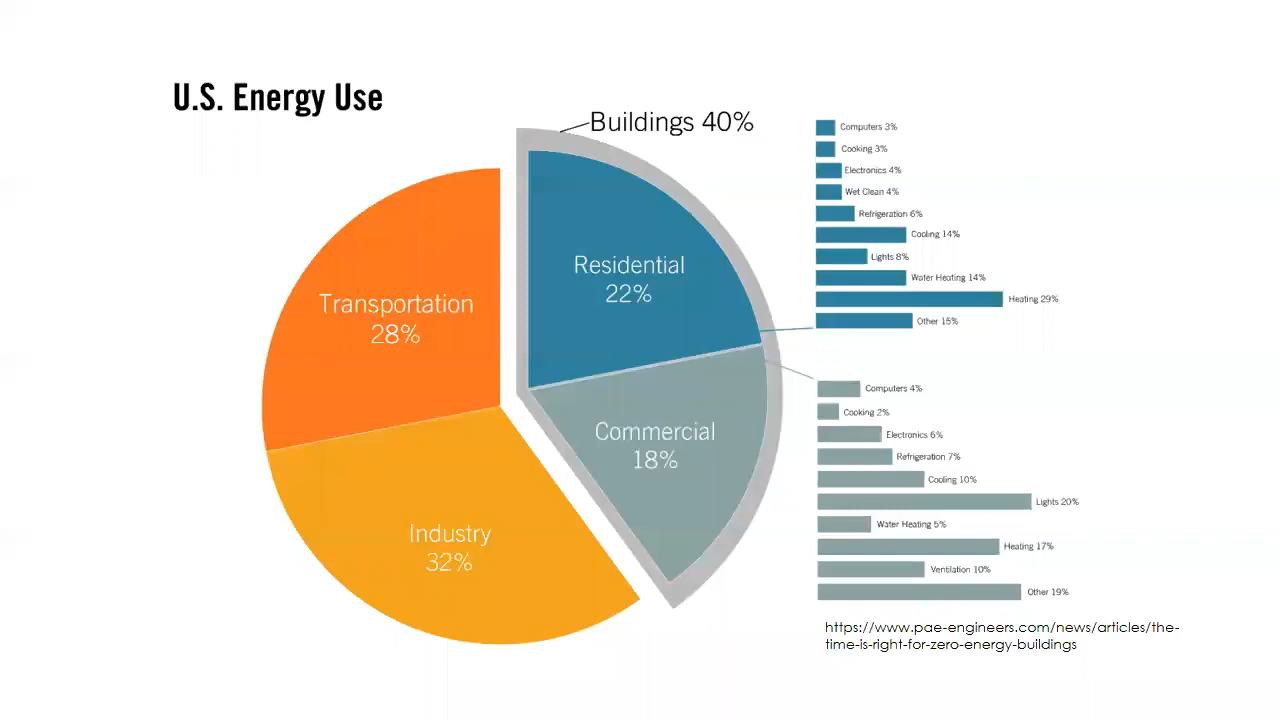 U.S. Energy Use
Buildings 40%
Residential
22%
Transportation
28%
Commercial
18%
Industry
32%
Computers 3%
Cooking 3%
Electronics 4%
Wet Clean 4%
Refrigeration 6%
Cooling 14%
Lights 8%
Water Heating 14%
Heating 29%
Other 15%
Computers 4%
Cooking 2%
Electronics 6%
Refrigeration 7%
Cooling 10%
Lights 20%
Water Heating 5%
Heating 17%
Ventilation 10%
Other 19%
https://www.pae-engineers.com/news/articles/the-
time-is-right-for-zero-energy-buildings